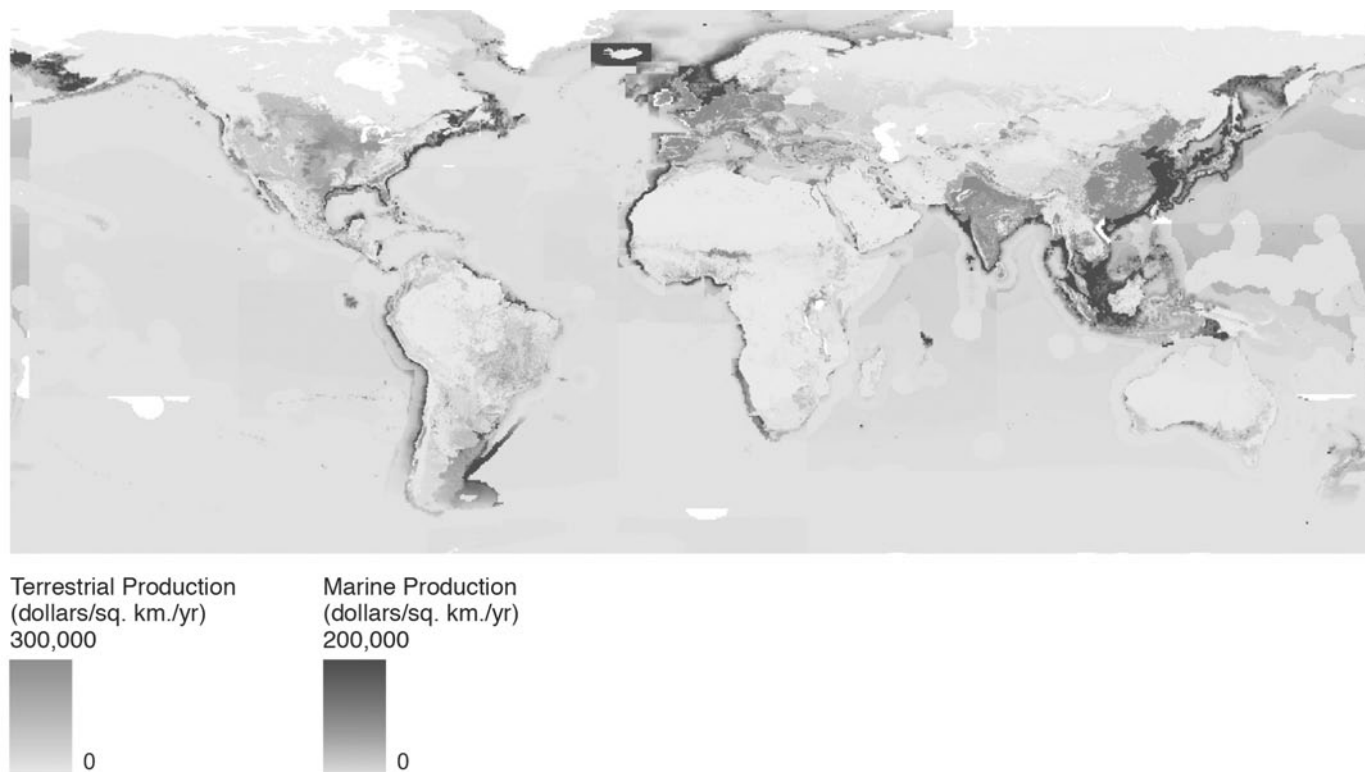 Terrestrial Production
(dollars/sq. km./yr)
300,000
0
Marine Production
(dollars/sq. km./yr)
200,000
0